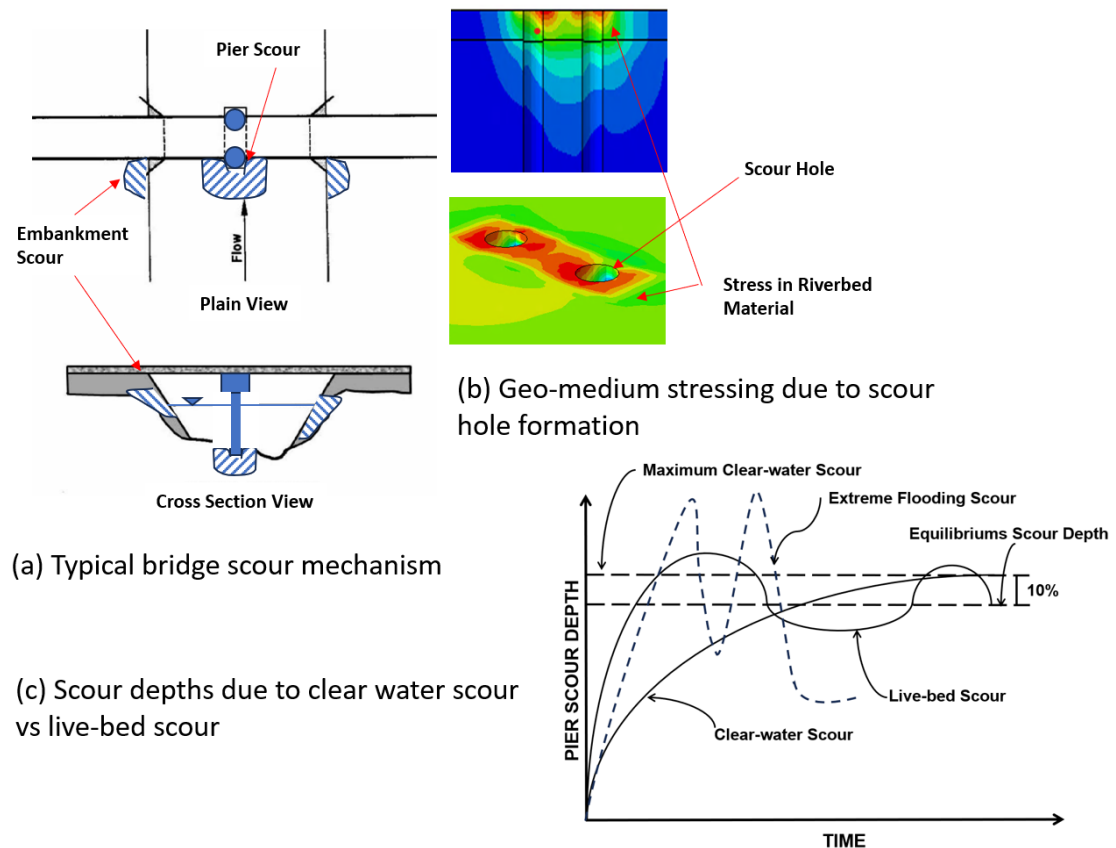 Pier Scour
Embankment
Scour
Flow
Plain View
Cross Section View
(a) Typical bridge scour mechanism
Scour Hole
Stress in Riverbed
Material
(b) Geo-medium stressing due to scour
hole formation
(c) Scour depths due to clear water scour
vs live-bed scour
Maximum Clear-water Scour
Extreme Flooding Scour
Equilibriums Scour Depth
10%
Live-bed Scour
Clear-water Scour
PIER SCOUR DEPTH
TIME